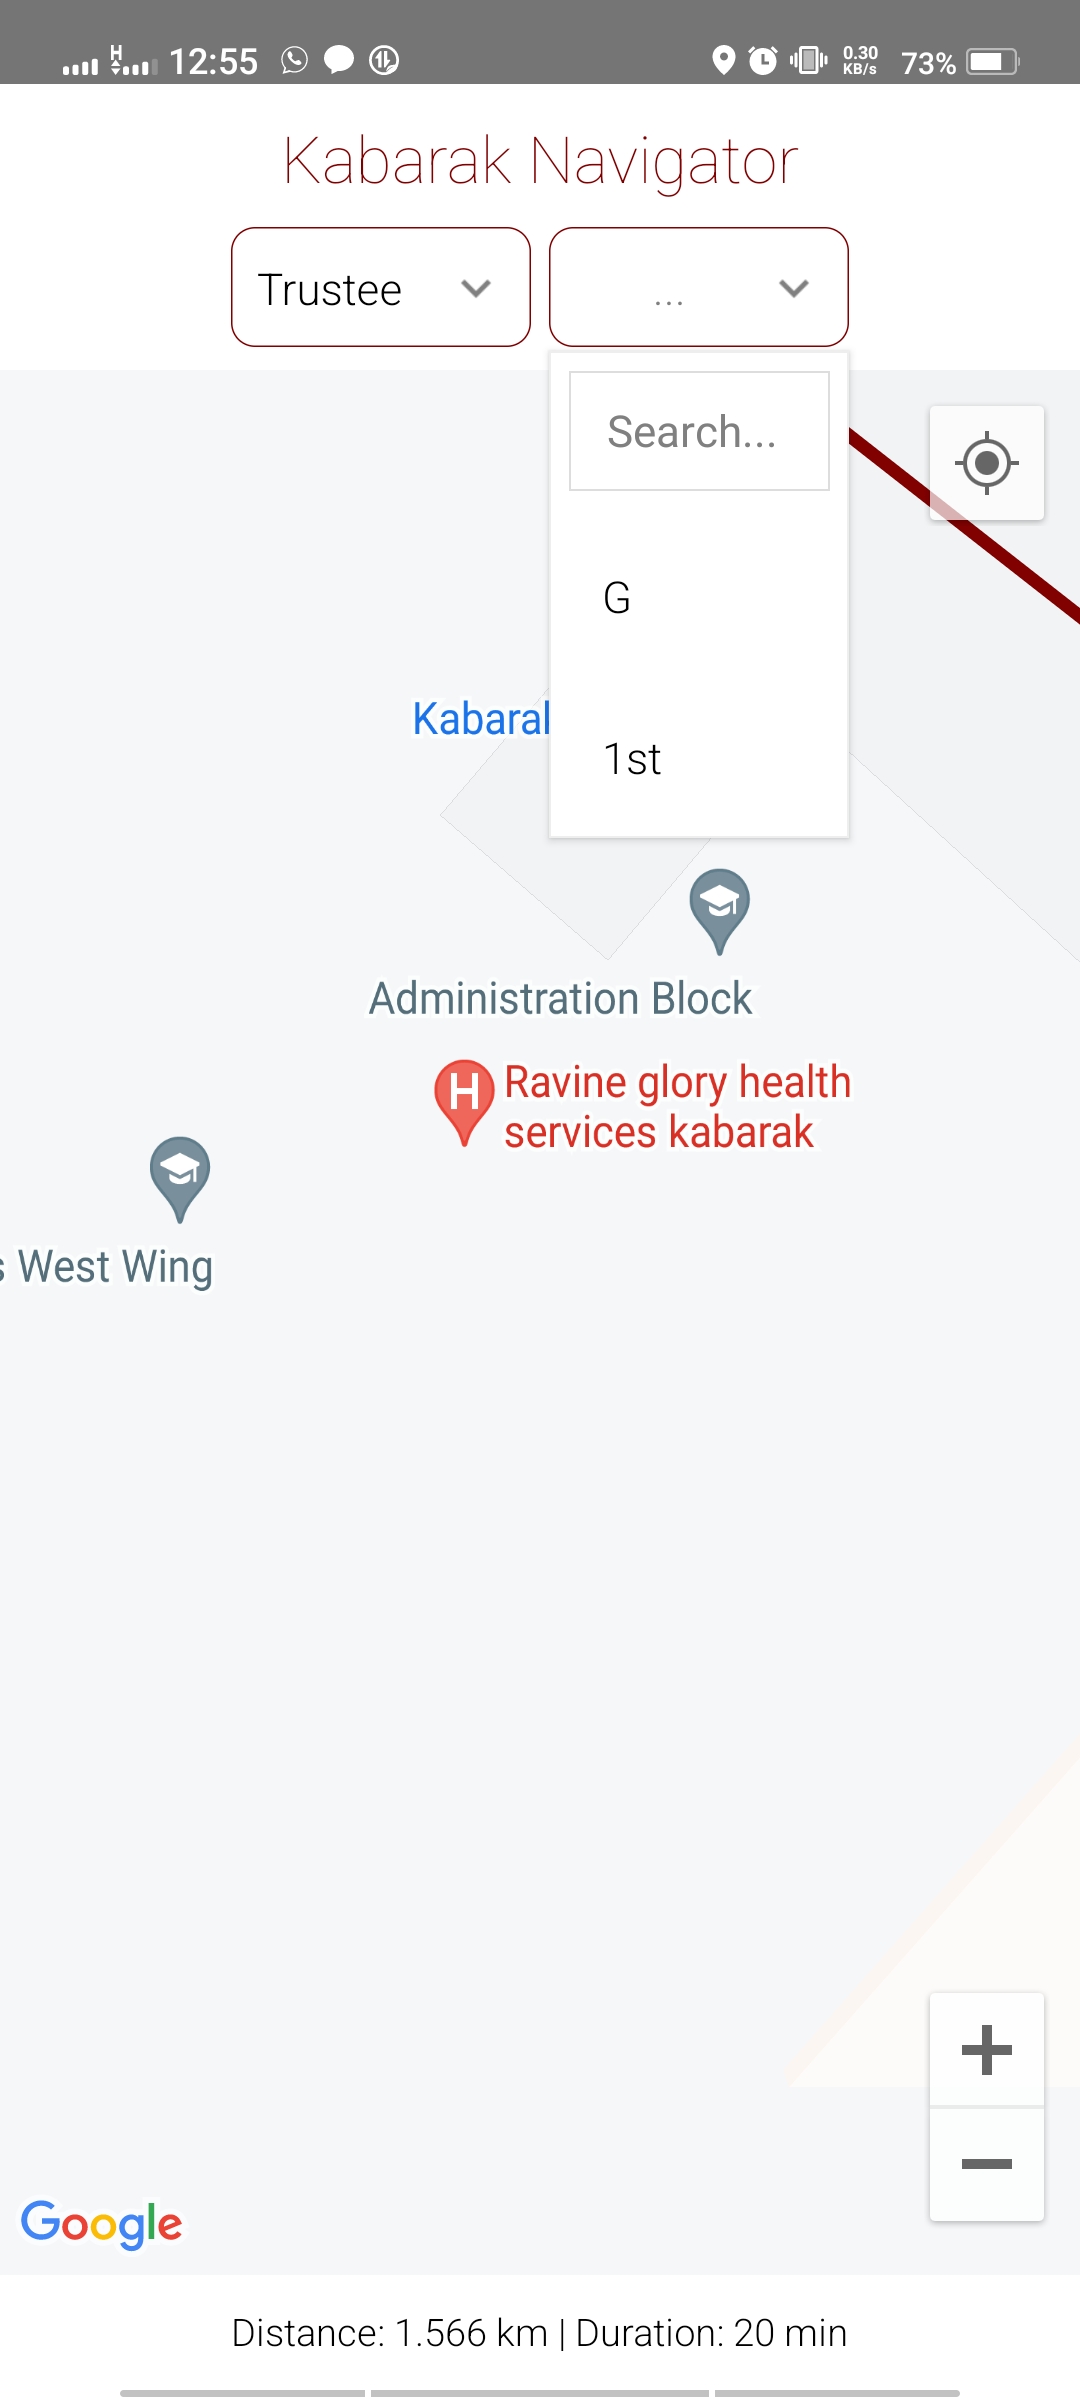 H
12:55
0.30
KB/s
73%
Kabarak Navigator
Trustee
...
Search...
G
Kabarak
1st
Administration Block
H
Ravine glory health
services kabarak
s West Wing
Google
Distance: 1.566 km | Duration: 20 min